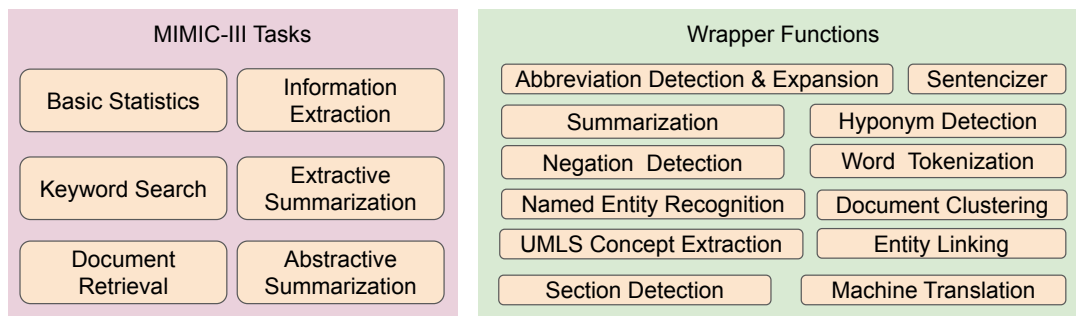 MIMIC-III Tasks
Basic Statistics
Information
Extraction
Keyword Search
Extractive
Summarization
Document
Retrieval
Abstractive
Summarization
Wrapper Functions
Abbreviation Detection & Expansion
Sentencizer
Summarization
Hyponym Detection
Negation Detection
Word Tokenization
Named Entity Recognition
Document Clustering
UMLS Concept Extraction
Entity Linking
Section Detection
Machine Translation